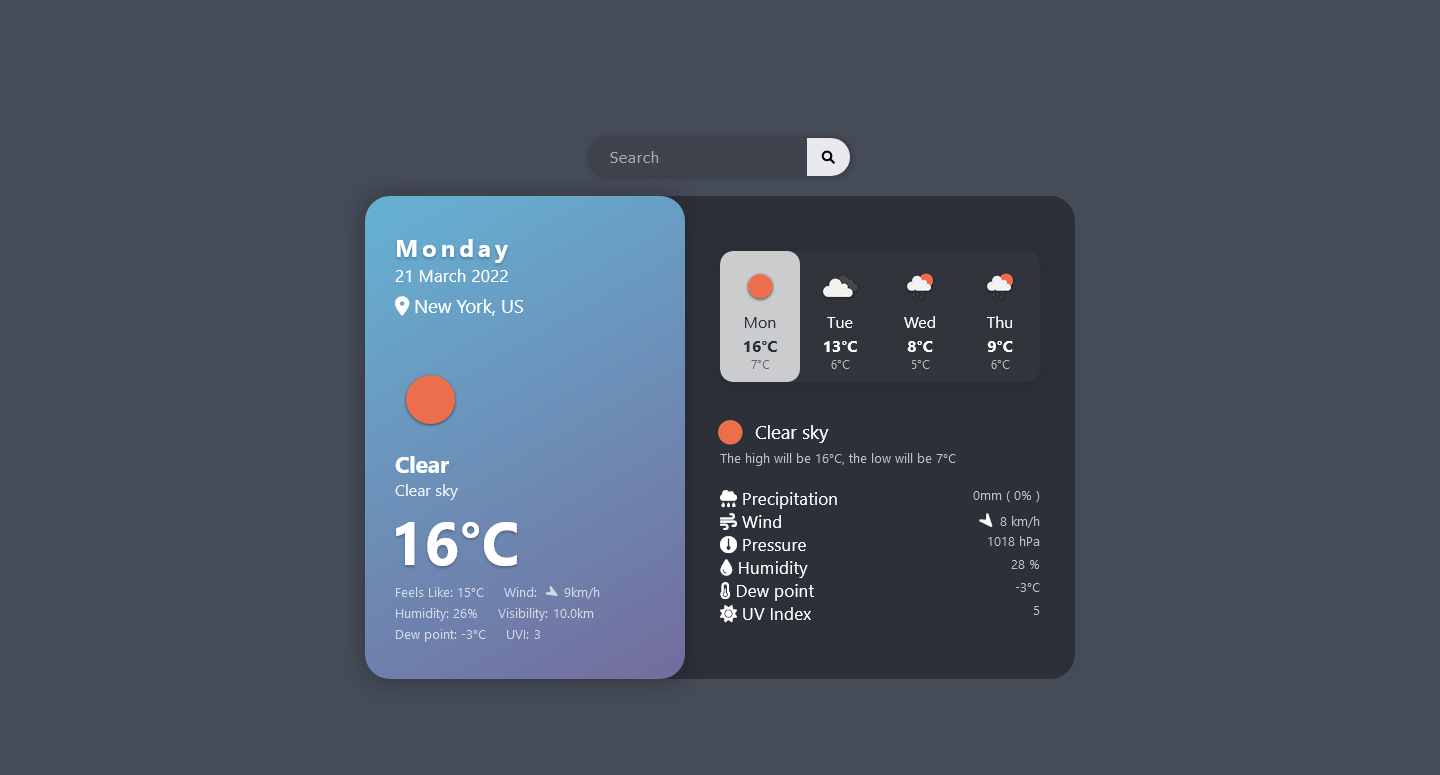 Search
Monday
21 March 2022
New York, US
Clear
Clear sky
16°C
Feels Like: 15°C Wind: 9km/h
Humidity: 26% Visibility: 10.0km
Dew point: -3°C UVI: 3
Mon Tue Wed Thu
16°C 13°C 8°C 9°C
7°C 6°C 5°C 6°C
Clear sky
The high will be 16°C, the low will be 7°C
Precipitation 0mm ( 0% )
Wind 8 km/h
Pressure 1018 hPa
Humidity 28 %
Dew point -3°C
UV Index 5